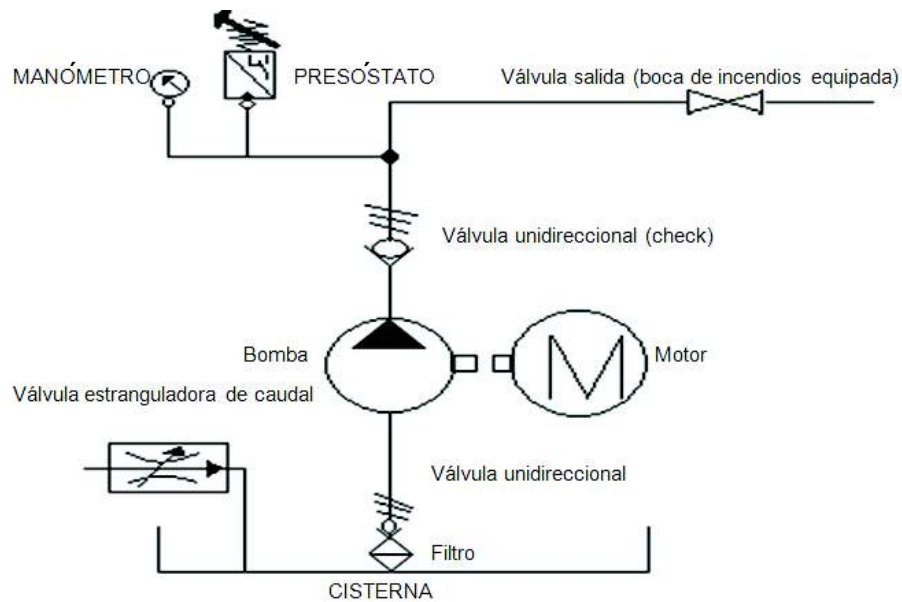 MANÓMETRO
PRESÓSTATO
Válvula salida (boca de incendios equipada)
Válvula unidireccional (check)
Bomba
Motor
Válvula estranguladora de caudal
Válvula unidireccional
Filtro
CISTERNA